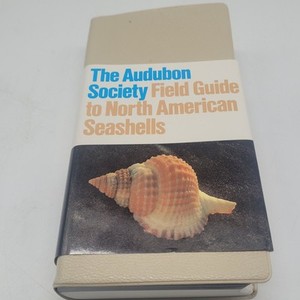 The Audubon
Society Field Guide
to North American
Seashells